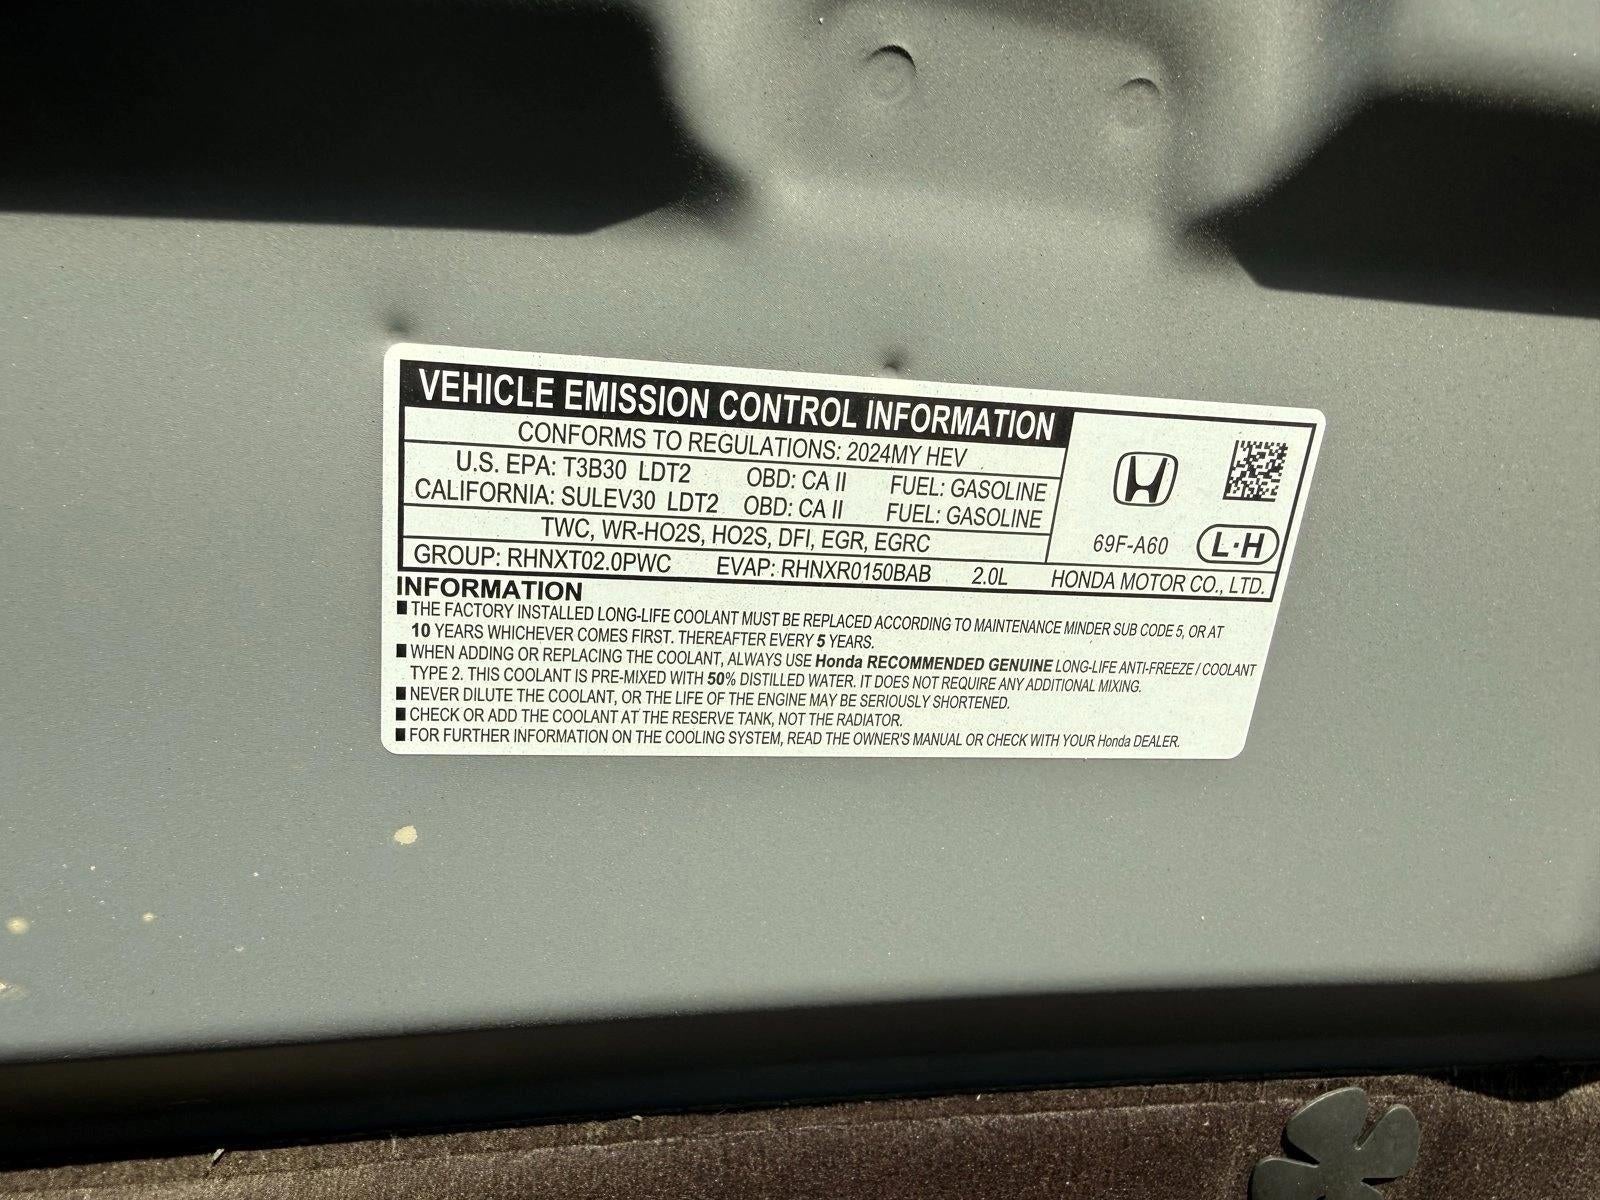 VEHICLE EMISSION CONTROL INFORMATION
CONFORMS TO REGULATIONS: 2024MY HEV
U.S. EPA: T3B30 LDT2 OBD: CA II FUEL: GASOLINE
CALIFORNIA: SULEV30 LDT2 OBD: CA II FUEL: GASOLINE
TWC, WR-HO2S, HO2S, DFI, EGR, EGRC
69F-A60 L·H
GROUP: RHNXT02.0PWC EVAP: RHNXR0150BAB 2.0L HONDA MOTOR CO., LTD.
INFORMATION
■ THE FACTORY INSTALLED LONG-LIFE COOLANT MUST BE REPLACED ACCORDING TO MAINTENANCE MINDER SUB CODE 5, OR AT
10 YEARS WHICHEVER COMES FIRST. THEREAFTER EVERY 5 YEARS.
■ WHEN ADDING OR REPLACING THE COOLANT, ALWAYS USE Honda RECOMMENDED GENUINE LONG-LIFE ANTI-FREEZE / COOLANT
TYPE 2. THIS COOLANT IS PRE-MIXED WITH 50% DISTILLED WATER. IT DOES NOT REQUIRE ANY ADDITIONAL MIXING.
■ NEVER DILUTE THE COOLANT, OR THE LIFE OF THE ENGINE MAY BE SERIOUSLY SHORTENED.
■ CHECK OR ADD THE COOLANT AT THE RESERVE TANK, NOT THE RADIATOR.
■ FOR FURTHER INFORMATION ON THE COOLING SYSTEM, READ THE OWNER'S MANUAL OR CHECK WITH YOUR Honda DEALER.